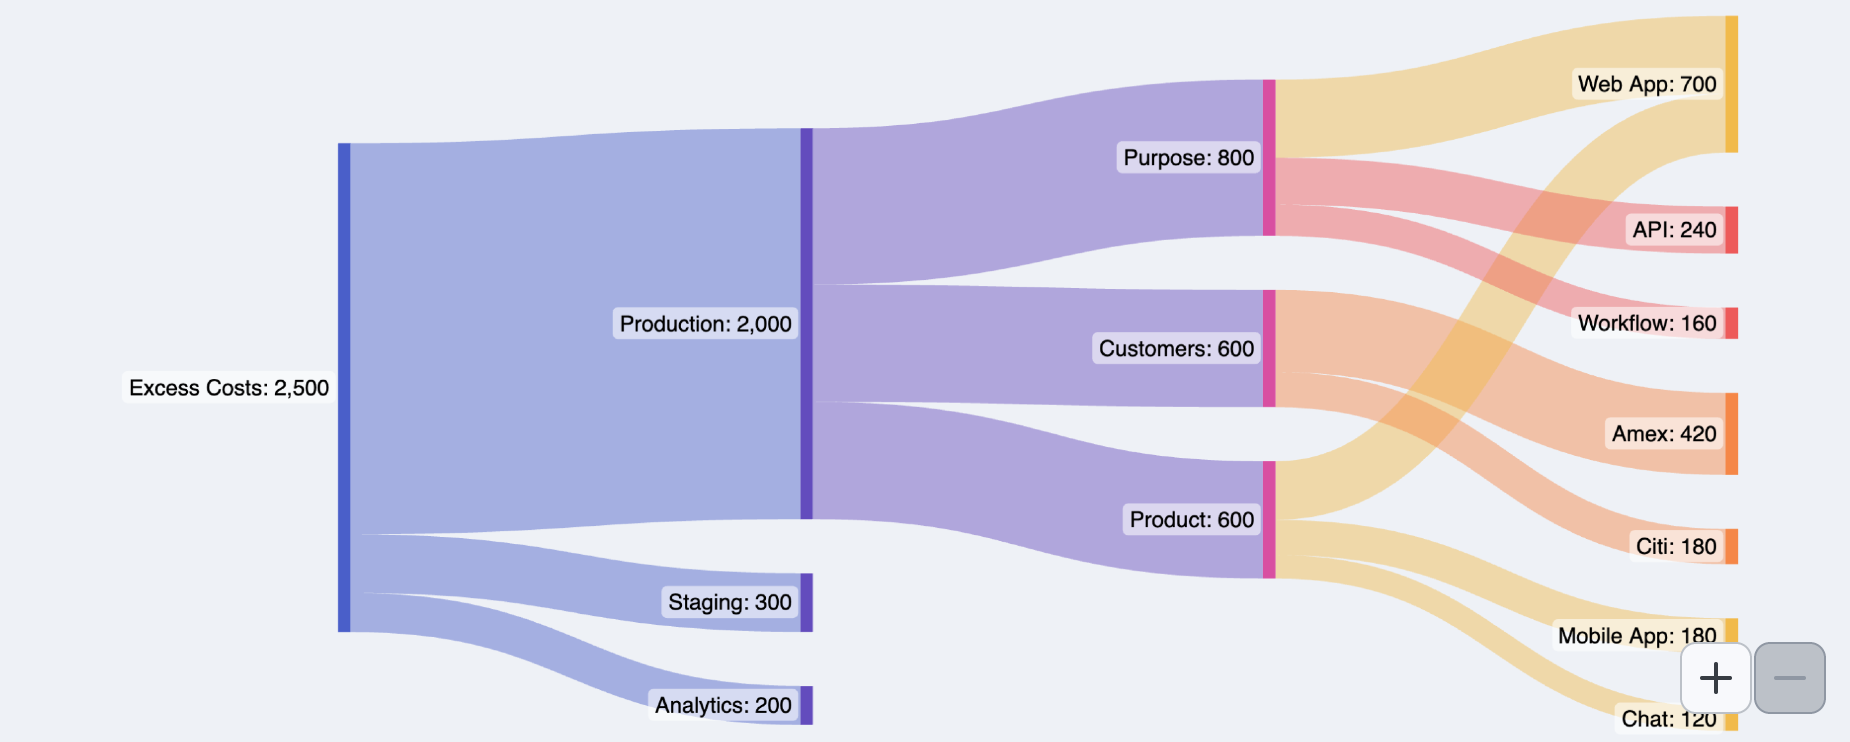 Excess Costs: 2,500
Production: 2,000
Staging: 300
Analytics: 200
Purpose: 800
Customers: 600
Product: 600
Web App: 700
API: 240
Workflow: 160
Amex: 420
Citi: 180
Mobile App: 180
Chat: 120